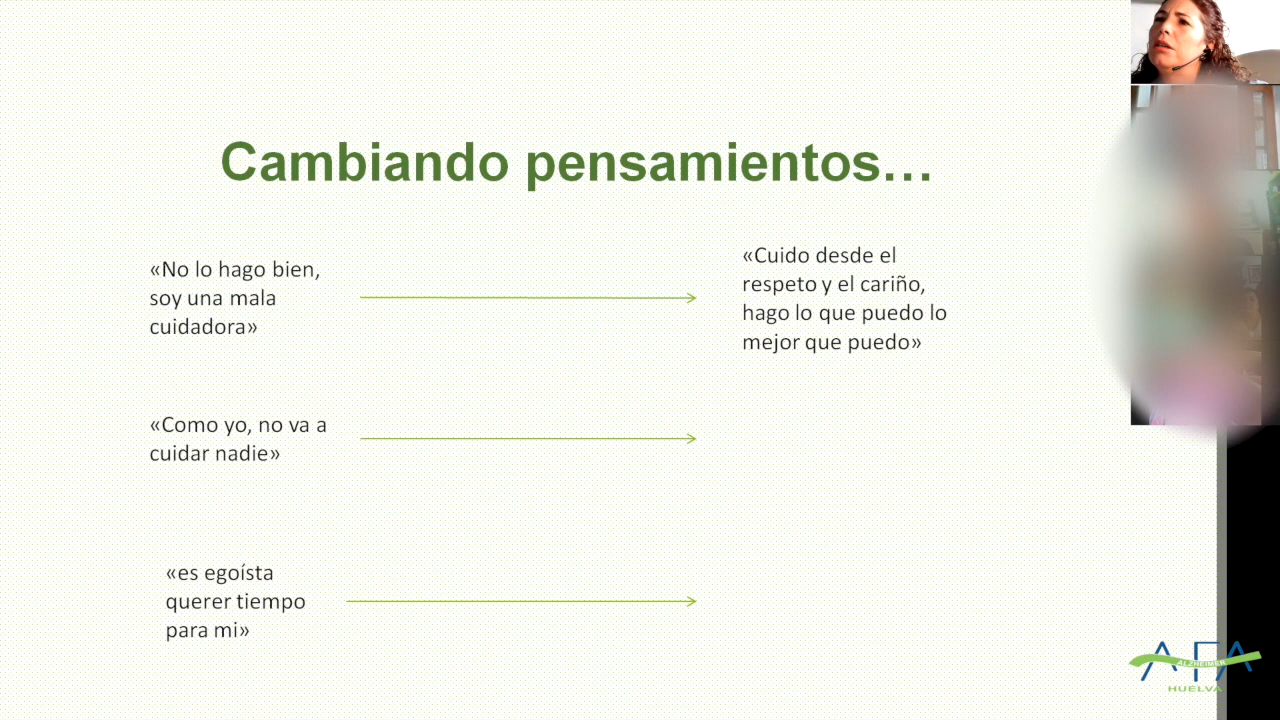 Cambiando pensamientos…
«No lo hago bien,
soy una mala
cuidadora»
«Cuido desde el
respeto y el cariño,
hago lo que puedo lo
mejor que puedo»
«Como yo, no va a
cuidar nadie»
«es egoísta
querer tiempo
para mi»
AFA
ALZHEIMER
HUELVA